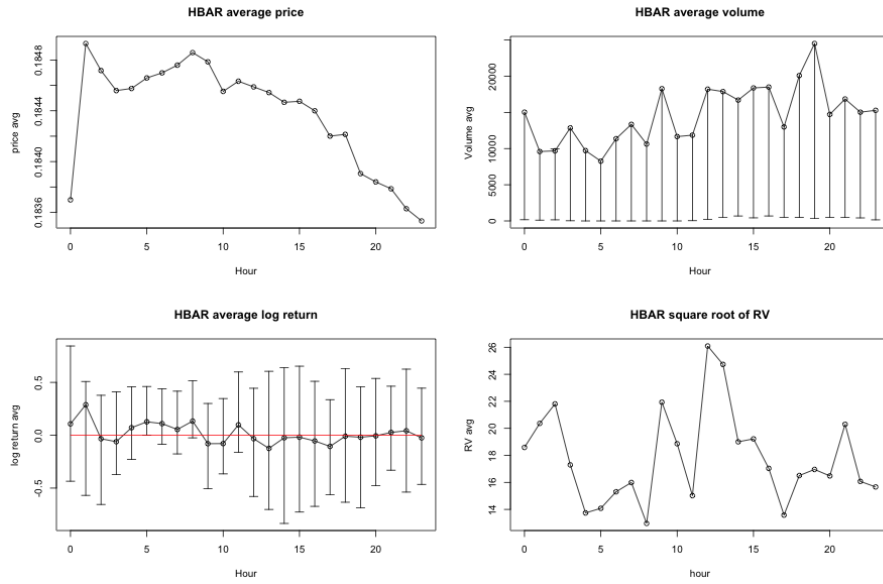 HBAR average price
price avg
0.1848
0.1844
0.1840
0.1836
0 5 10 15 20
Hour
HBAR average volume
Volume avg
20000
10000
5000
0
0 5 10 15 20
Hour
HBAR average log return
log return avg
0.5
0.0
-0.5
0 5 10 15 20
Hour
HBAR square root of RV
RV avg
26
24
22
20
18
16
14
0 5 10 15 20
hour